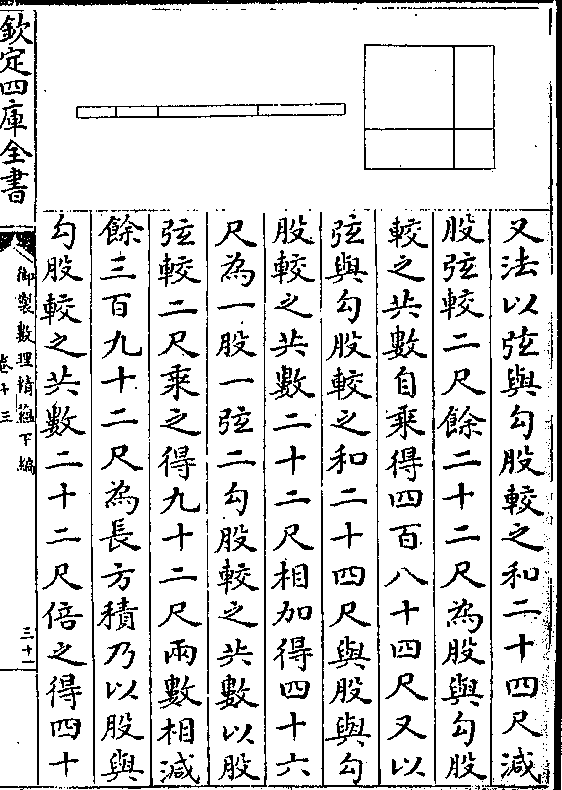 又法以弦與勾股較之和二十四尺減
股弦較二尺餘二十二尺為股與勾股
較之共數自乘得四百八十四尺又以
弦與勾股較之和二十四尺與股與勾
股較之共數二十二尺相加得四十六
尺為一股一弦二勾股較之共數以股
弦較二尺乘之得九十二尺兩數相減
餘三百九十二尺為長方積乃以股與
勾股較之共數二十二尺倍之得四十
欽定四庫全書
御製數理精蘊下編
卷十三
三十一